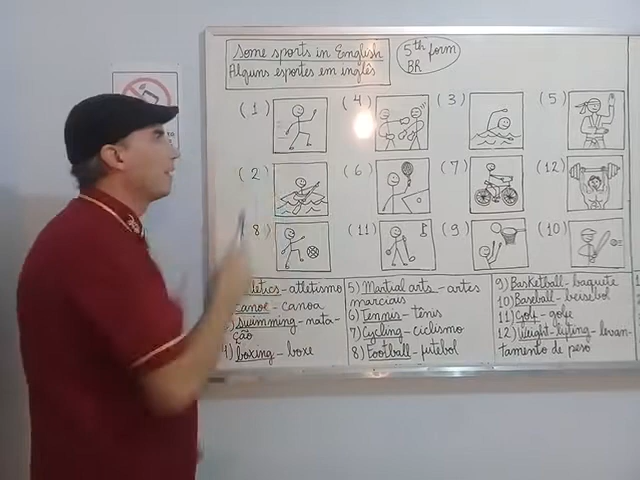 Some sports in English
Alguns esportes em inglês
5th form
BR
(1) (4) (3) (5)
(2) (6) (7) (12)
(8) (11) (9) (10)
letics - atletismo
canoe - canoa
swimming - nata-
ção
4) boxing - boxe
5) Martial arts - artes
marciais
6) Tennis - tênis
7) Cycling - ciclismo
8) Football - futebol
9) Basketball - baquete
10) Baseball - beisebol
11) Golf - golfe
12) Weight-lifting - levan-
tamento de peso